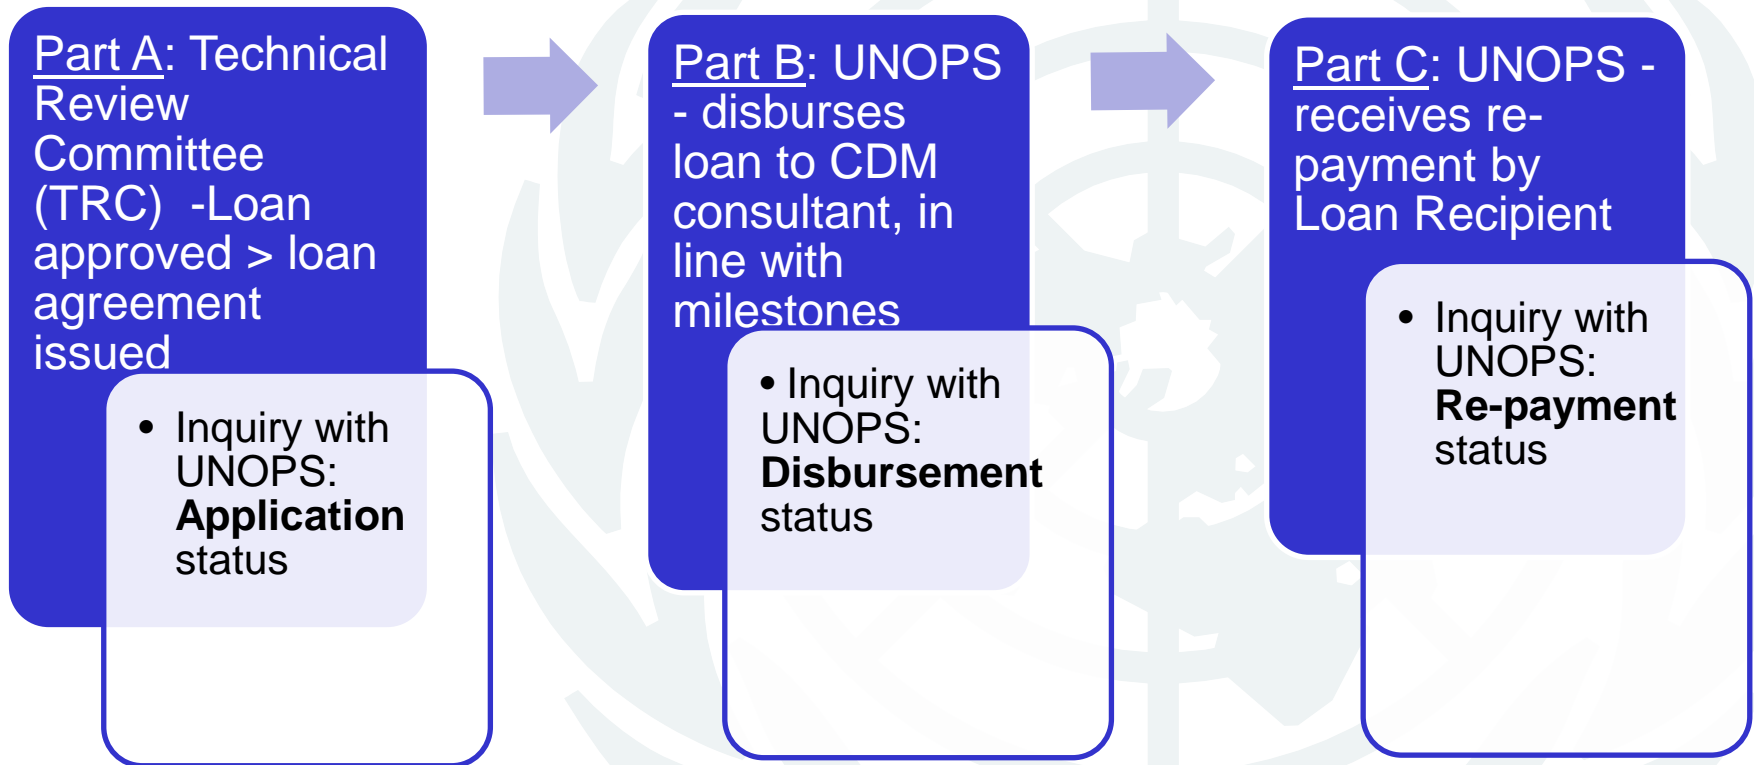 Part A: Technical
Review
Committee
(TRC)  -Loan
approved > loan
agreement
issued
• Inquiry with
UNOPS:
Application
status
Part B: UNOPS
- disburses
loan to CDM
consultant, in
line with
milestones
• Inquiry with
UNOPS:
Disbursement
status
Part C: UNOPS -
receives re-
payment by
Loan Recipient
• Inquiry with
UNOPS:
Re-payment
status